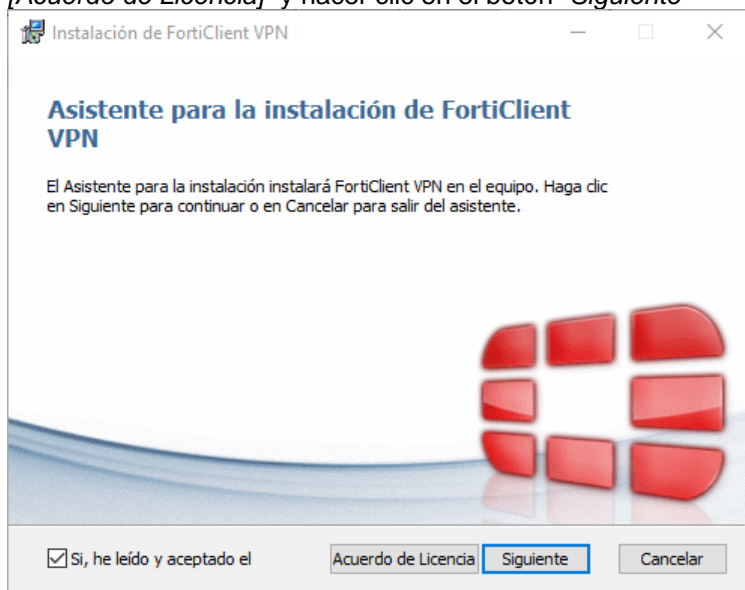 [Acuerdo de Licencia]" y hacer clic en el botón "Siguiente"
Instalación de FortiClient VPN
Asistente para la instalación de FortiClient
VPN
El Asistente para la instalación instalará FortiClient VPN en el equipo. Haga clic
en Siguiente para continuar o en Cancelar para salir del asistente.
Si, he leído y aceptado el Acuerdo de Licencia Siguiente Cancelar